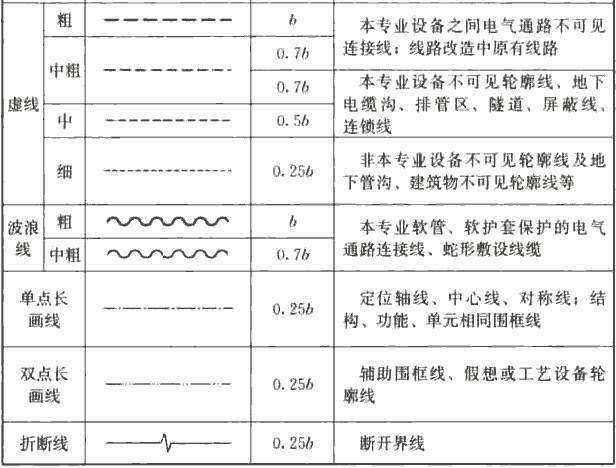 粗
b
本专业设备之间电气通路不可见
连接线；线路改造中原有线路
虚线
中粗
0.7b
0.7b
本专业设备不可见轮廓线、地下
电缆沟、排管区、隧道、屏蔽线、
连锁线
中
0.5b
细
0.25b
非本专业设备不可见轮廓线及地
下管沟、建筑物不可见轮廓线等
波浪
线
粗
b
本专业软管、软护套保护的电气
通路连接线、蛇形敷设线缆
中粗
0.7b
单点长
画线
0.25b
定位轴线、中心线、对称线；结
构、功能、单元相同围框线
双点长
画线
0.25b
辅助围框线、假想或工艺设备轮
廓线
折断线
0.25b
断开界线